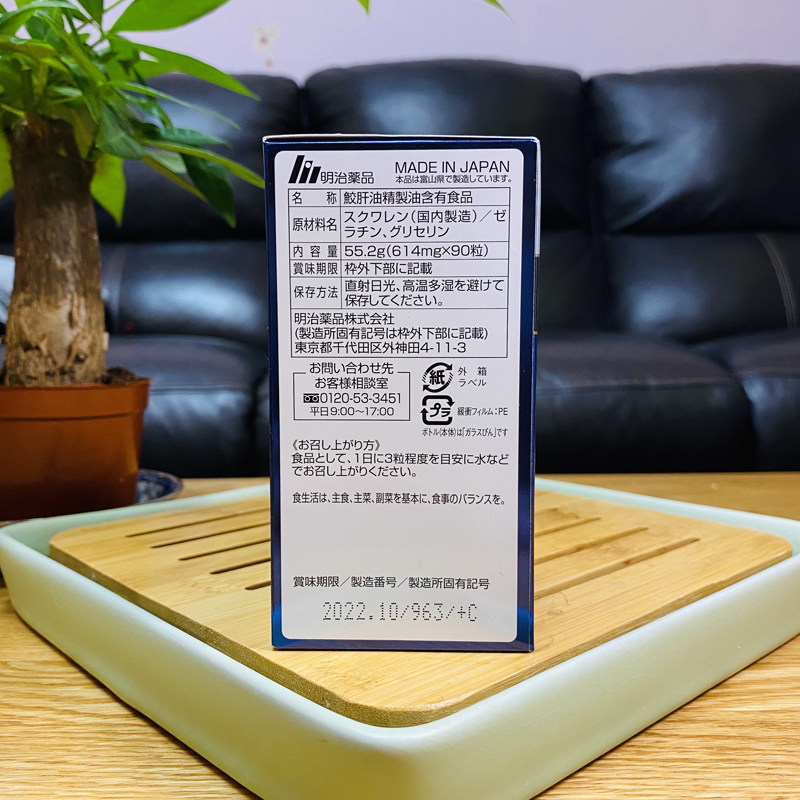 明治薬品 MADE IN JAPAN
本品は富山県で製造しています。
名 称 鮫肝油精製油含有食品
原材料名 スクワレン(国内製造)/ゼ
ラチン、グリセリン
内 容 量 55.2g(614mg×90粒)
賞味期限 枠外下部に記載
保存方法 直射日光、高温多湿を避けて
保存してください。
明治薬品株式会社
(製造所固有記号は枠外下部に記載)
東京都千代田区外神田4-11-3
お問い合わせ先
お客様相談室
0120-53-3451
平日9:00〜17:00
紙 外 箱
ラベル
プラ 緩衝フィルム:PE
ボトル(本体)は「ガラスびん」です
《お召し上がり方》
食品として、1日に3粒程度を目安に水など
でお召し上がりください。
食生活は、主食、主菜、副菜を基本に、食事のバランスを。
賞味期限/製造番号/製造所固有記号
2022.10/963/+C